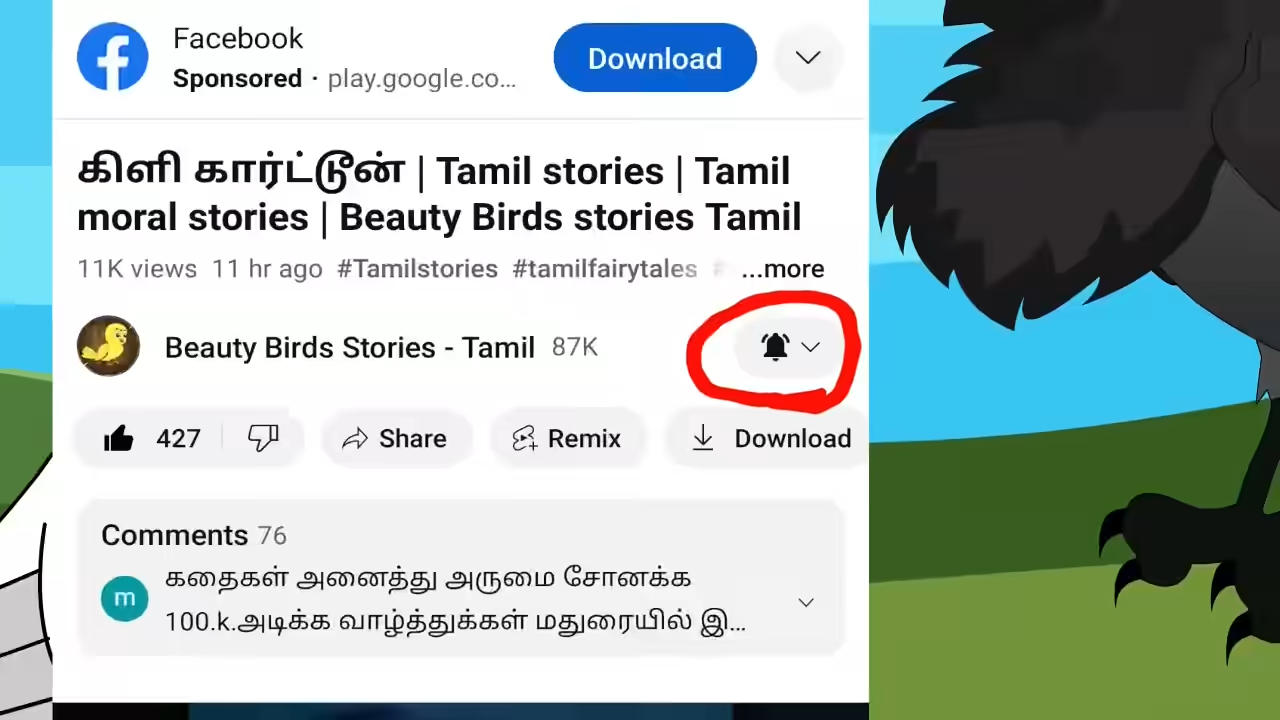 Facebook
Sponsored · play.google.co...
Download
கிளி கார்ட்டூன் | Tamil stories | Tamil
moral stories | Beauty Birds stories Tamil
11K views 11 hr ago #Tamilstories #tamilfairytales # ...more
Beauty Birds Stories - Tamil 87K
427 Share Remix Download
Comments 76
m
கதைகள் அனைத்து அருமை சோனக்க
100.k.அடிக்க வாழ்த்துக்கள் மதுரையில் இ...